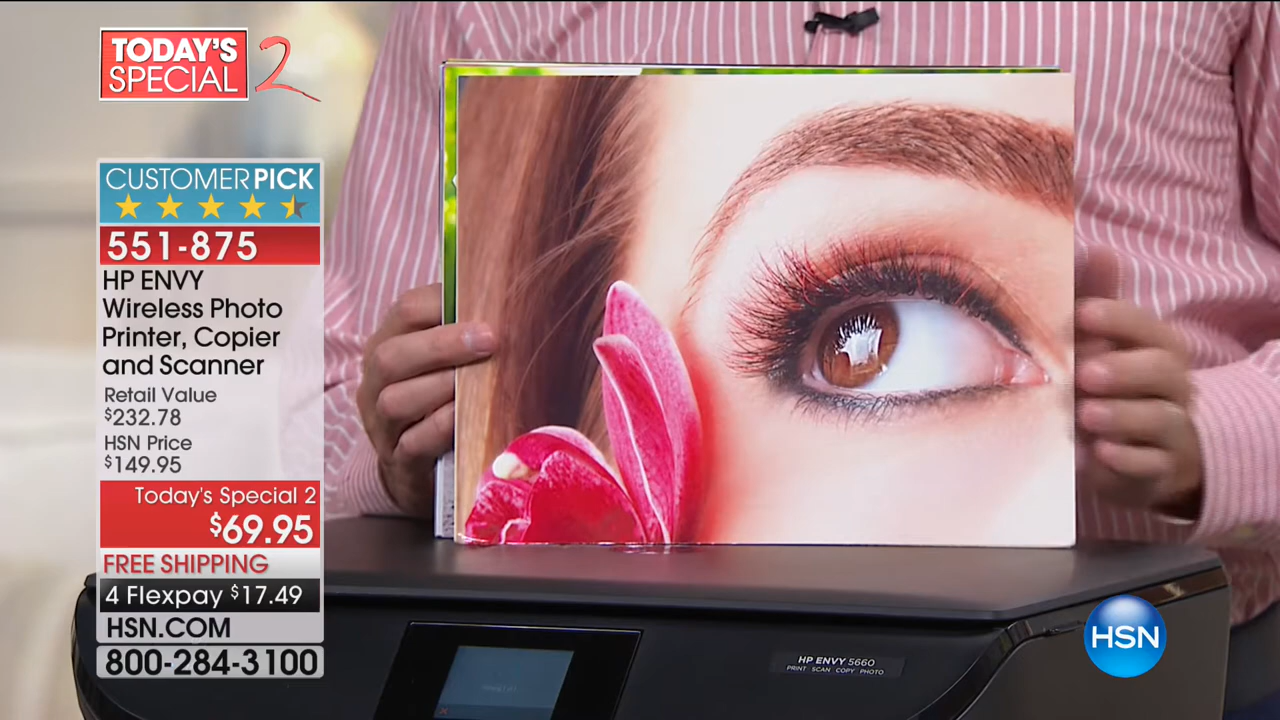 TODAY'S
SPECIAL 2
CUSTOMER PICK
551-875
HP ENVY
Wireless Photo
Printer, Copier
and Scanner
Retail Value
$232.78
HSN Price
$149.95
Today's Special 2
$69.95
FREE SHIPPING
4 Flexpay $17.49
HSN.COM
800-284-3100
HP ENVY 5660
PRINT SCAN COPY PHOTO
HSN